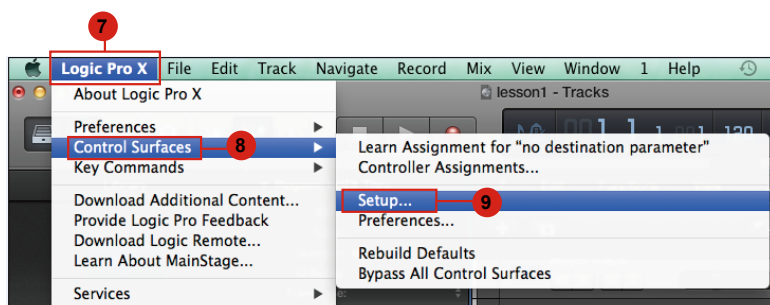 7
Logic Pro X File Edit Track Navigate Record Mix View Window 1 Help
About Logic Pro X
lesson1 - Tracks
Preferences
Control Surfaces
8
Key Commands
Download Additional Content...
Provide Logic Pro Feedback
Download Logic Remote...
Learn About MainStage...
Services
Learn Assignment for "no destination parameter"
Controller Assignments...
Setup...
9
Preferences...
Rebuild Defaults
Bypass All Control Surfaces